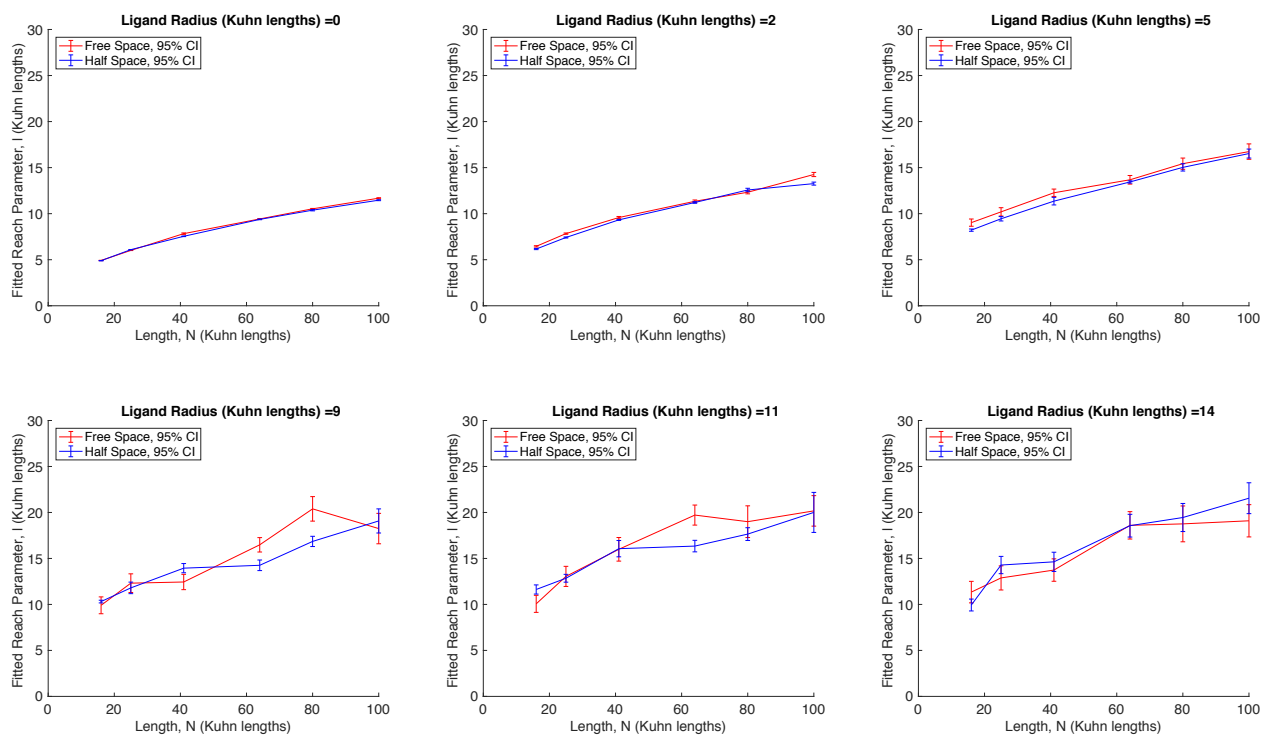 Ligand Radius (Kuhn lengths) =0
30
25
20
15
10
5
0
Fitted Reach Parameter, l (Kuhn lengths)
Free Space, 95% CI
Half Space, 95% CI
0
20
40
60
80
100
Length, N (Kuhn lengths)
Ligand Radius (Kuhn lengths) =2
30
25
20
15
10
5
0
Fitted Reach Parameter, l (Kuhn lengths)
Free Space, 95% CI
Half Space, 95% CI
0
20
40
60
80
100
Length, N (Kuhn lengths)
Ligand Radius (Kuhn lengths) =5
30
25
20
15
10
5
0
Fitted Reach Parameter, l (Kuhn lengths)
Free Space, 95% CI
Half Space, 95% CI
0
20
40
60
80
100
Length, N (Kuhn lengths)
Ligand Radius (Kuhn lengths) =9
30
25
20
15
10
5
0
Fitted Reach Parameter, l (Kuhn lengths)
Free Space, 95% CI
Half Space, 95% CI
0
20
40
60
80
100
Length, N (Kuhn lengths)
Ligand Radius (Kuhn lengths) =11
30
25
20
15
10
5
0
Fitted Reach Parameter, l (Kuhn lengths)
Free Space, 95% CI
Half Space, 95% CI
0
20
40
60
80
100
Length, N (Kuhn lengths)
Ligand Radius (Kuhn lengths) =14
30
25
20
15
10
5
0
Fitted Reach Parameter, l (Kuhn lengths)
Free Space, 95% CI
Half Space, 95% CI
0
20
40
60
80
100
Length, N (Kuhn lengths)